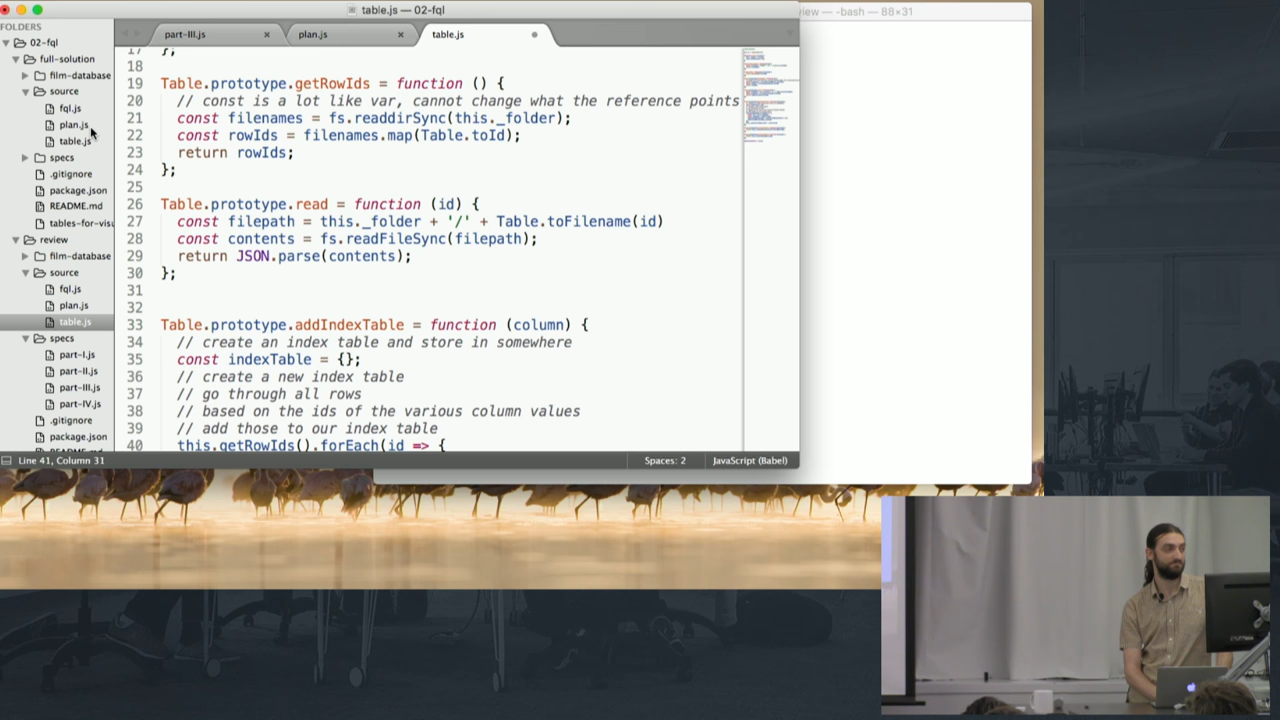 table.js — 02-fql
view — -bash — 88×31
FOLDERS
02-fql
full-solution
film-database
source
fql.js
plan.js
table.js
specs
.gitignore
package.json
README.md
tables-for-visu
review
film-database
source
fql.js
plan.js
table.js
specs
part-I.js
part-II.js
part-III.js
part-IV.js
.gitignore
package.json
part-III.js × plan.js × table.js
17 };
18
19 Table.prototype.getRowIds = function () {
20 // const is a lot like var, cannot change what the reference points
21 const filenames = fs.readdirSync(this._folder);
22 const rowIds = filenames.map(Table.toId);
23 return rowIds;
24 };
25
26 Table.prototype.read = function (id) {
27 const filepath = this._folder + '/' + Table.toFilename(id)
28 const contents = fs.readFileSync(filepath);
29 return JSON.parse(contents);
30 };
31
32
33 Table.prototype.addIndexTable = function (column) {
34 // create an index table and store in somewhere
35 const indexTable = {};
36 // create a new index table
37 // go through all rows
38 // based on the ids of the various column values
39 // add those to our index table
40 this.getRowIds().forEach(id => {
Line 41, Column 31 Spaces: 2 JavaScript (Babel)